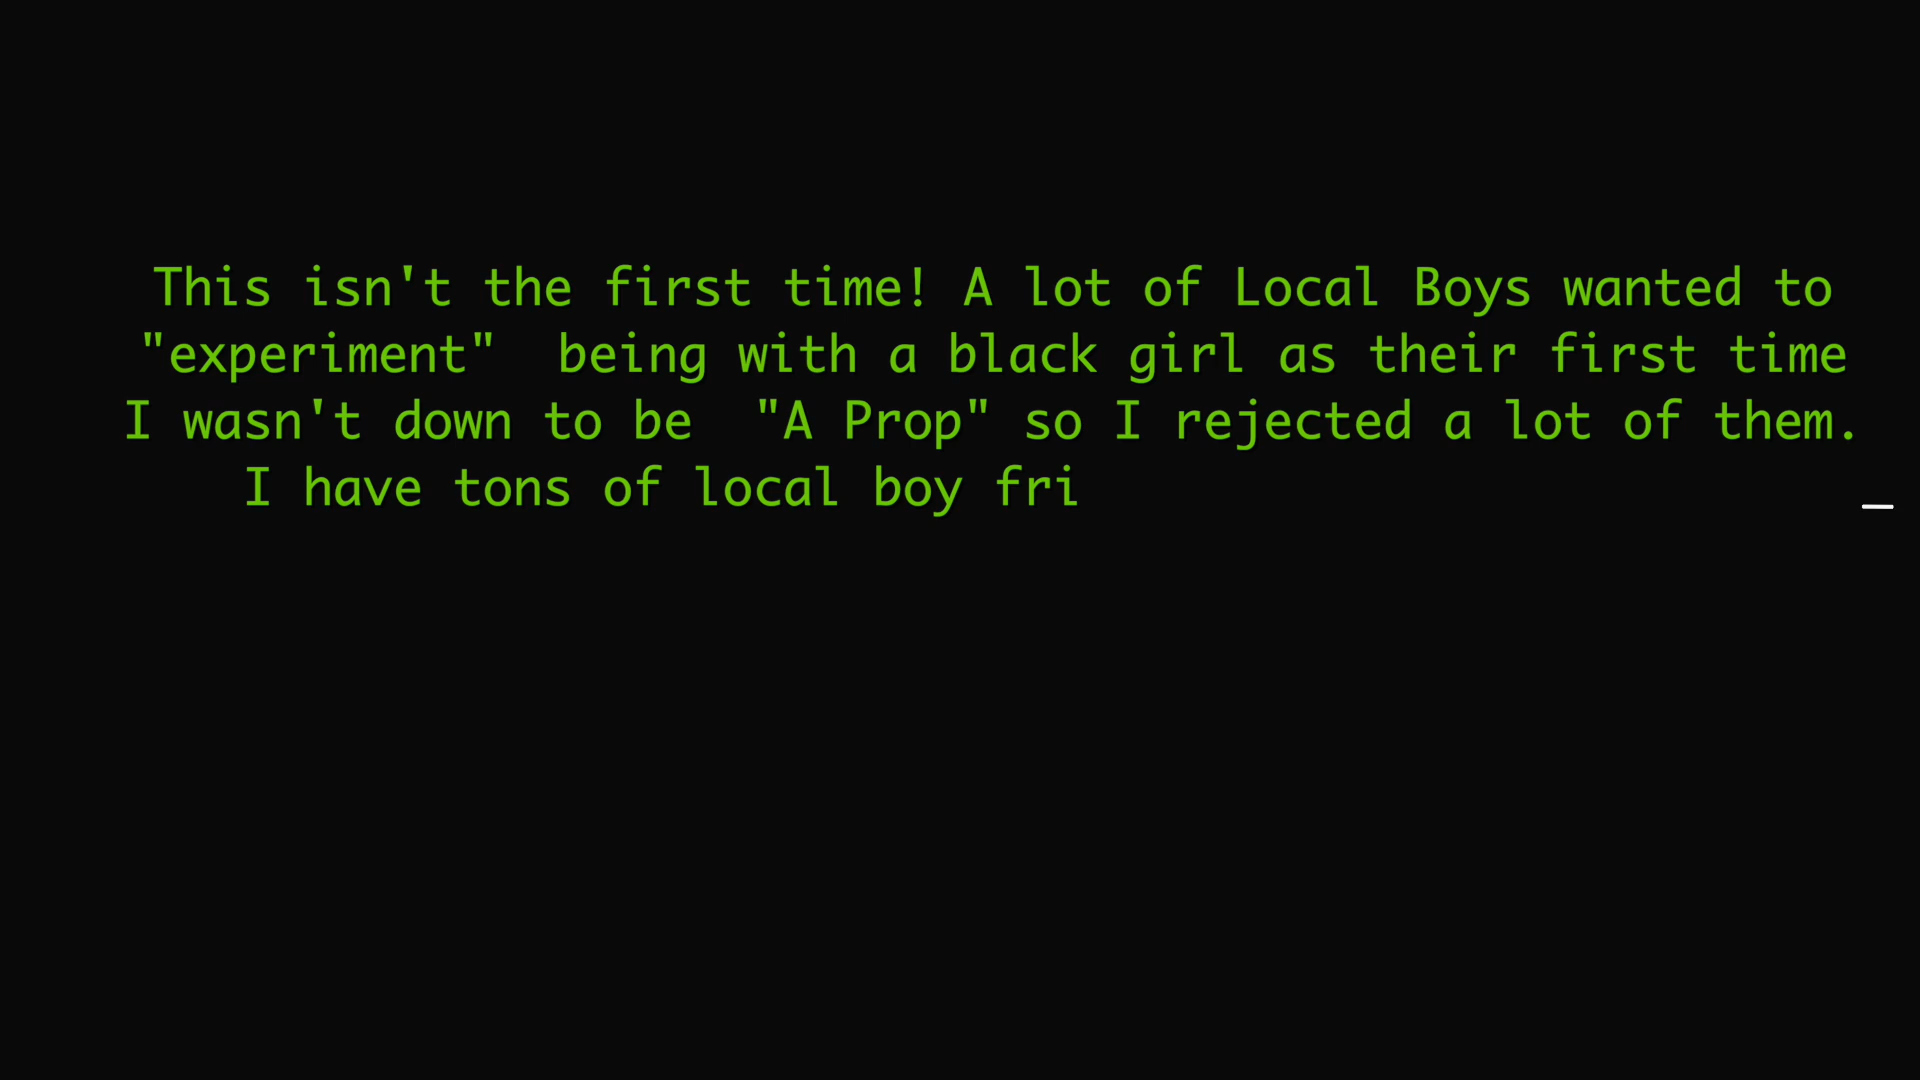 This isn't the first time! A lot of Local Boys wanted to
"experiment"  being with a black girl as their first time
I wasn't down to be  "A Prop" so I rejected a lot of them.
I have tons of local boy fri